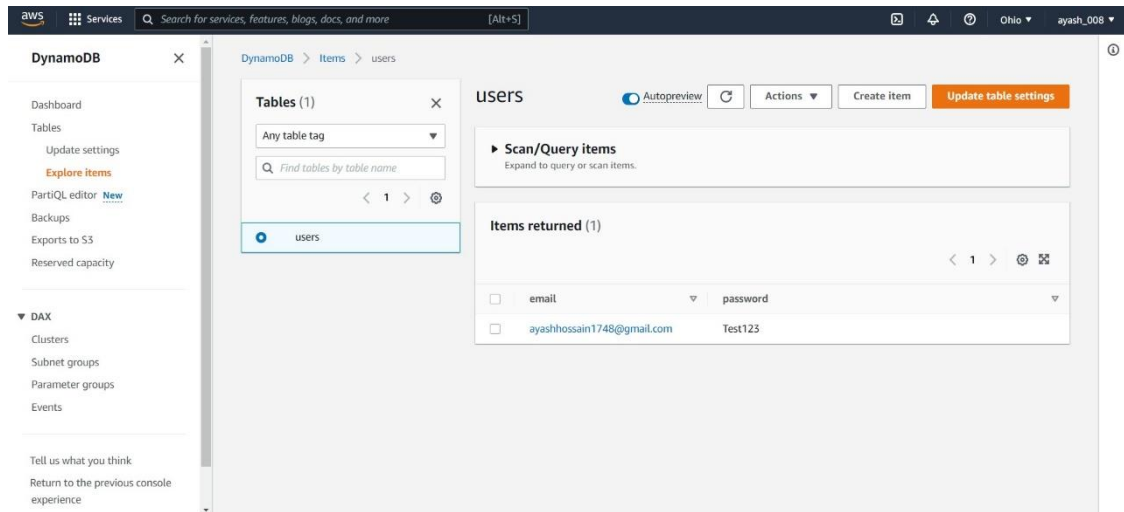 aws Services Search for services, features, blogs, docs, and more [Alt+S] Ohio ayash_008
DynamoDB
Dashboard
Tables
Update settings
Explore items
PartiQL editor New
Backups
Exports to S3
Reserved capacity
DAX
Clusters
Subnet groups
Parameter groups
Events
Tell us what you think
Return to the previous console
experience
DynamoDB > Items > users
Tables (1)
Any table tag
Find tables by table name
1
users
users Autopreview Actions Create item Update table settings
Scan/Query items
Expand to query or scan items.
Items returned (1)
1
email password
ayashhossain1748@gmail.com Test123